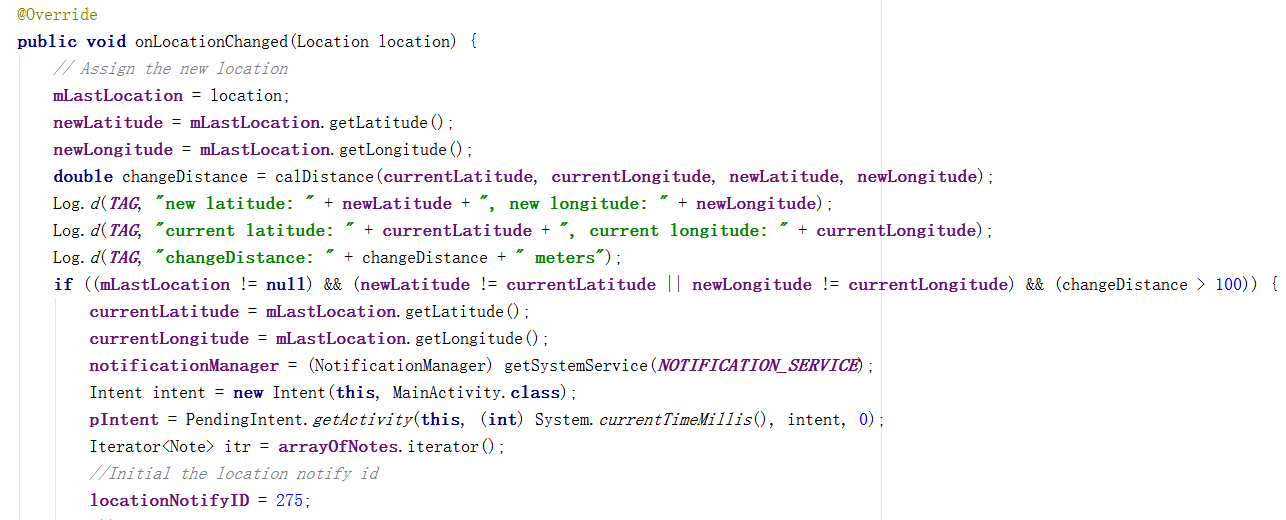 @Override
public void onLocationChanged(Location location) {
// Assign the new location
mLastLocation = location;
newLatitude = mLastLocation.getLatitude();
newLongitude = mLastLocation.getLongitude();
double changeDistance = calDistance(currentLatitude, currentLongitude, newLatitude, newLongitude);
Log.d(TAG, "new latitude: " + newLatitude + ", new longitude: " + newLongitude);
Log.d(TAG, "current latitude: " + currentLatitude + ", current longitude: " + currentLongitude);
Log.d(TAG, "changeDistance: " + changeDistance + " meters");
if ((mLastLocation != null) && (newLatitude != currentLatitude || newLongitude != currentLongitude) && (changeDistance > 100)) {
currentLatitude = mLastLocation.getLatitude();
currentLongitude = mLastLocation.getLongitude();
notificationManager = (NotificationManager) getSystemService(NOTIFICATION_SERVICE);
Intent intent = new Intent(this, MainActivity.class);
pIntent = PendingIntent.getActivity(this, (int) System.currentTimeMillis(), intent, 0);
Iterator<Note> itr = arrayOfNotes.iterator();
//Initial the location notify id
locationNotifyID = 275;